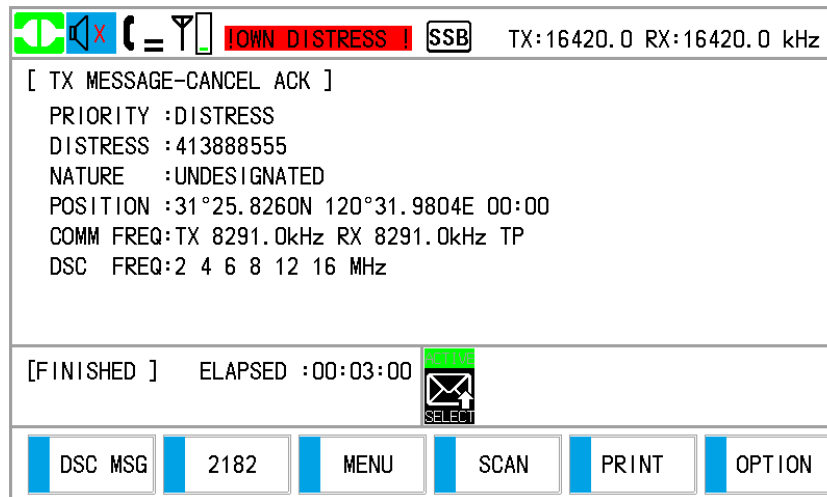 !OWN DISTRESS ! SSB TX:16420.0 RX:16420.0 kHz
[ TX MESSAGE-CANCEL ACK ]
PRIORITY :DISTRESS
DISTRESS :413888555
NATURE :UNDESIGNATED
POSITION :31°25.8260N 120°31.9804E 00:00
COMM FREQ:TX 8291.0kHz RX 8291.0kHz TP
DSC FREQ:2 4 6 8 12 16 MHz
[FINISHED ] ELAPSED :00:03:00
ACTIVE
SELECT
DSC MSG 2182 MENU SCAN PRINT OPTION